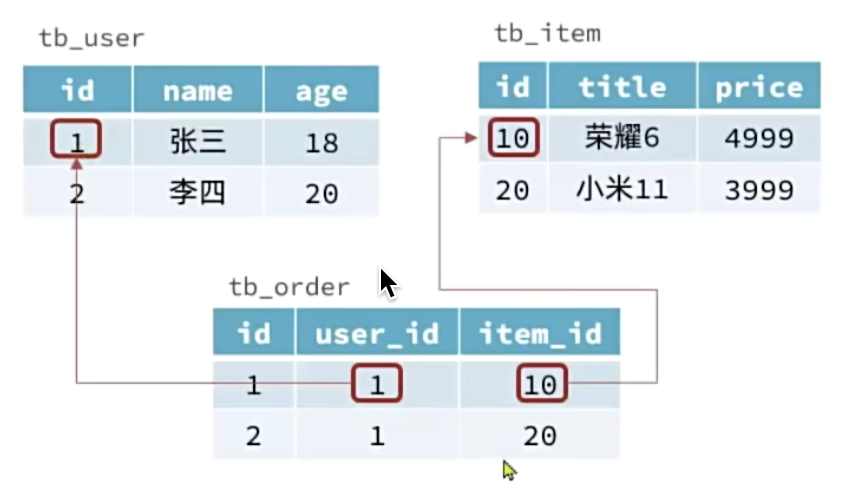 tb_user
id name age
1 张三 18
2 李四 20
tb_item
id title price
10 荣耀6 4999
20 小米11 3999
tb_order
id user_id item_id
1 1 10
2 1 20